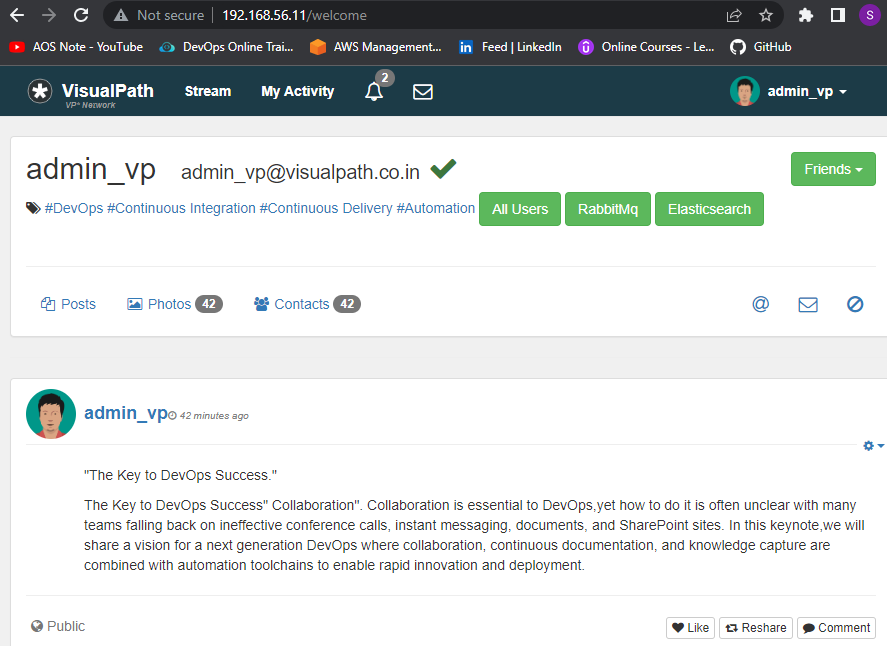 Not secure 192.168.56.11/welcome S
AOS Note - YouTube DevOps Online Trai... AWS Management... in Feed | LinkedIn Online Courses - Le... GitHub
VisualPath Stream My Activity 2 admin_vp
VP* Network
admin_vp admin_vp@visualpath.co.in Friends
#DevOps #Continuous Integration #Continuous Delivery #Automation All Users RabbitMq Elasticsearch
Posts Photos 42 Contacts 42 @
admin_vp 42 minutes ago
"The Key to DevOps Success."
The Key to DevOps Success" Collaboration". Collaboration is essential to DevOps,yet how to do it is often unclear with many
teams falling back on ineffective conference calls, instant messaging, documents, and SharePoint sites. In this keynote,we will
share a vision for a next generation DevOps where collaboration, continuous documentation, and knowledge capture are
combined with automation toolchains to enable rapid innovation and deployment.
Public Like Reshare Comment